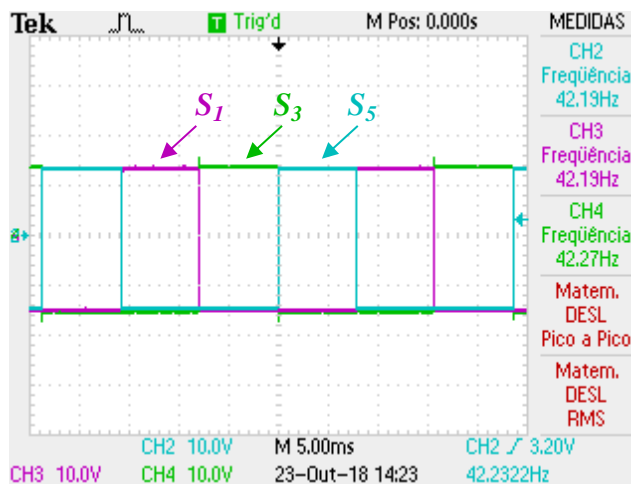 Tek
T Trig'd
M Pos: 0.000s
MEDIDAS
CH2
Freqüência
42.19Hz
CH3
Freqüência
42.19Hz
CH4
Freqüência
42.27Hz
Matem.
DESL
Pico a Pico
Matem.
DESL
RMS
S1
S3
S5
CH2 10.0V
M 5.00ms
CH2 / 3.20V
CH3 10.0V
CH4 10.0V
23-Out-18 14:23
42.2322Hz